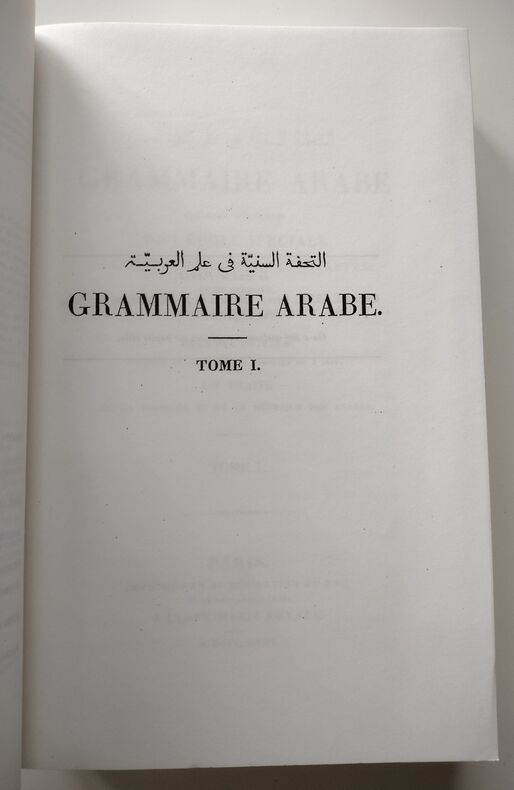 التحفة السنيّة فى علم العربيّة
GRAMMAIRE ARABE.
TOME I.